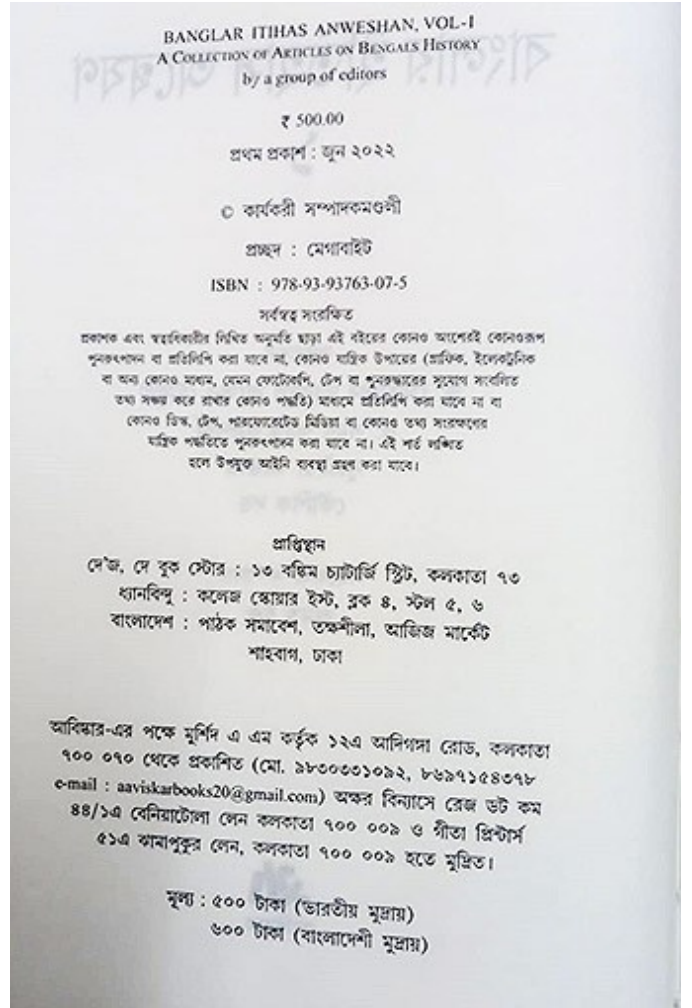 BANGLAR ITIHAS ANWESHAN, VOL-I
A COLLECTION OF ARTICLES ON BENGALS HISTORY
by a group of editors
₹ 500.00
প্রথম প্রকাশ : জুন ২০২২
© কার্যকরী সম্পাদকমণ্ডলী
প্রচ্ছদ : মেগাবাইট
ISBN : 978-93-93763-07-5
সর্বস্বত্ব সংরক্ষিত
প্রকাশক এবং স্বত্বাধিকারীর লিখিত অনুমতি ছাড়া এই বইয়ের কোনও অংশেরই কোনওরূপ
পুনরুৎপাদন বা প্রতিলিপি করা যাবে না, কোনও যান্ত্রিক উপায়ের (গ্রাফিক, ইলেকট্রনিক
বা অন্য কোনও মাধ্যম, যেমন ফোটোকপি, টেপ বা পুনরুদ্ধারের সুযোগ সংবলিত
তথ্য সঞ্চয় করে রাখার কোনও পদ্ধতি) মাধ্যমে প্রতিলিপি করা যাবে না বা
কোনও ডিস্ক, টেপ, পারফোরেটেড মিডিয়া বা কোনও তথ্য সংরক্ষণের
যান্ত্রিক পদ্ধতিতে পুনরুৎপাদন করা যাবে না। এই শর্ত লঙ্ঘিত
হলে উপযুক্ত আইনি ব্যবস্থা গ্রহণ করা যাবে।
প্রাপ্তিস্থান
দে'জ, দে বুক স্টোর : ১৩ বঙ্কিম চ্যাটার্জি স্ট্রিট, কলকাতা ৭৩
ধ্যানবিন্দু : কলেজ স্কোয়ার ইস্ট, ব্লক ৪, স্টল ৫, ৬
বাংলাদেশ : পাঠক সমাবেশ, তক্ষশীলা, আজিজ মার্কেট
শাহবাগ, ঢাকা
আবিষ্কার-এর পক্ষে মুর্শিদ এ এম কর্তৃক ১২এ আদিগঙ্গা রোড, কলকাতা
৭০০ ০৭০ থেকে প্রকাশিত (মো. ৯৮৩০৩৩১০৯২, ৮৬৯৭১৫৪৩৭৮
e-mail : aaviskarbooks20@gmail.com) অক্ষর বিন্যাসে রেজ ডট কম
৪৪/১এ বেনিয়াটোলা লেন কলকাতা ৭০০ ০০৯ ও গীতা প্রিন্টার্স
৫১এ ঝামাপুকুর লেন, কলকাতা ৭০০ ০০৯ হতে মুদ্রিত।
মূল্য : ৫০০ টাকা (ভারতীয় মুদ্রায়)
৬০০ টাকা (বাংলাদেশী মুদ্রায়)